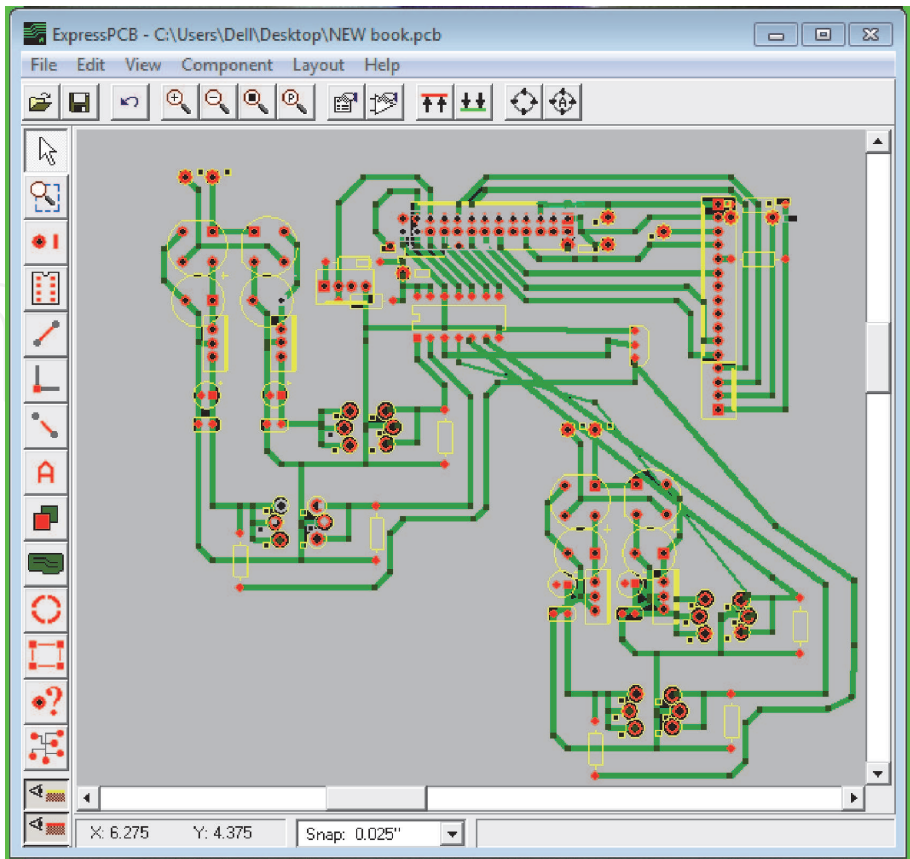 ExpressPCB - C:\Users\Dell\Desktop\NEW book.pcb
File Edit View Component Layout Help
P
A
A
?
X: 6.275 Y: 4.375 Snap: 0.025"